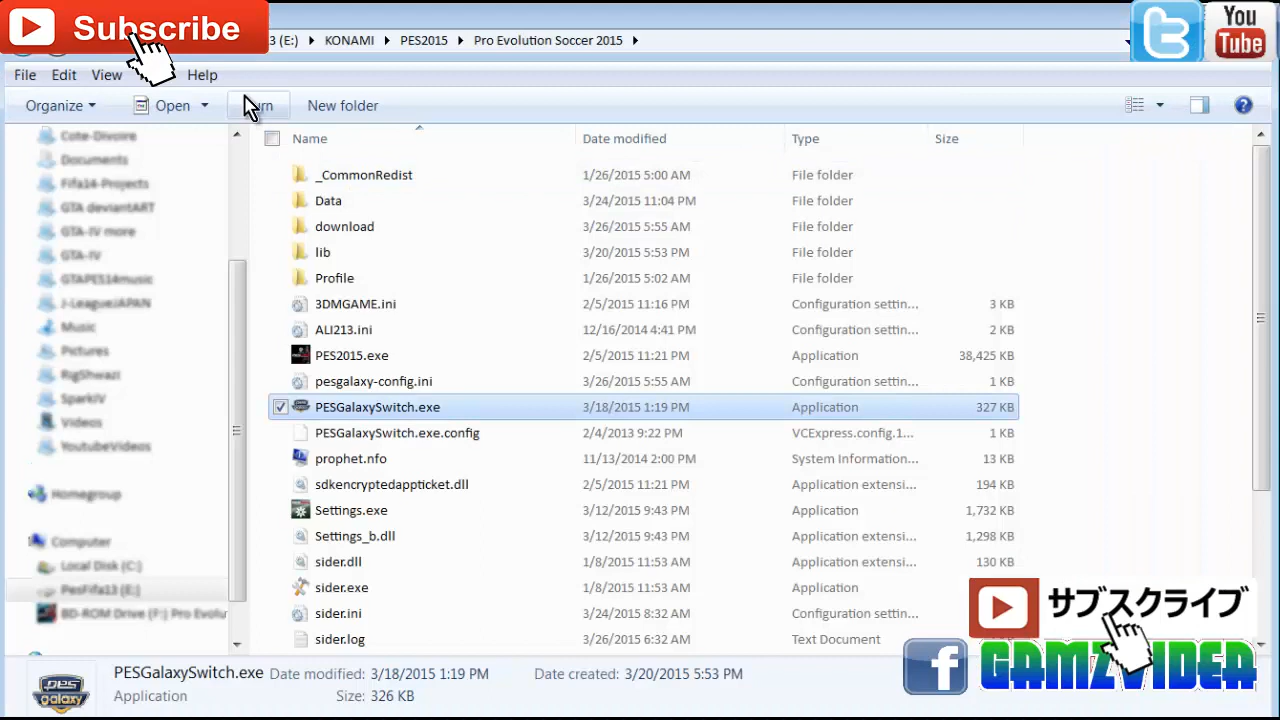 Subscribe
3 (E:) KONAMI PES2015 Pro Evolution Soccer 2015
You
Tube
File Edit View Help
Organize Open New folder
Name Date modified Type Size
_CommonRedist 1/26/2015 5:00 AM File folder
Data 3/24/2015 11:04 PM File folder
download 3/26/2015 5:55 AM File folder
lib 3/20/2015 5:53 PM File folder
Profile 1/26/2015 5:02 AM File folder
3DMGAME.ini 2/5/2015 11:16 PM Configuration settin... 3 KB
ALI213.ini 12/16/2014 4:41 PM Configuration settin... 2 KB
PES2015.exe 2/5/2015 11:21 PM Application 38,425 KB
pesgalaxy-config.ini 3/26/2015 5:55 AM Configuration settin... 1 KB
PESGalaxySwitch.exe 3/18/2015 1:19 PM Application 327 KB
PESGalaxySwitch.exe.config 2/4/2013 9:22 PM VCExpress.config.1... 1 KB
prophet.nfo 11/13/2014 2:00 PM System Information... 13 KB
sdkencryptedappticket.dll 2/5/2015 11:21 PM Application extensi... 194 KB
Settings.exe 3/12/2015 9:43 PM Application 1,732 KB
Settings_b.dll 3/12/2015 9:43 PM Application extensi... 1,298 KB
sider.dll 1/8/2015 11:53 AM Application extensi... 130 KB
sider.exe 1/8/2015 11:53 AM Application
sider.ini 3/24/2015 8:32 AM Configuration settin...
sider.log 3/26/2015 6:32 AM Text Document
Cote-Divoire
Documents
Fifa14-Projects
GTA deviantART
GTA-IV more
GTA-IV
GTAPES14music
J-LeagueJAPAN
Music
Pictures
RigShwazi
SparkIV
Videos
YoutubeVideos
Homegroup
Computer
Local Disk (C:)
PesFifa13 (E:)
BD-ROM Drive (F:) Pro Evolu
サブスクライブ
GAMZVIDEA
PESGalaxySwitch.exe Date modified: 3/18/2015 1:19 PM Date created: 3/20/2015 5:53 PM
Application Size: 326 KB
pes
galaxy